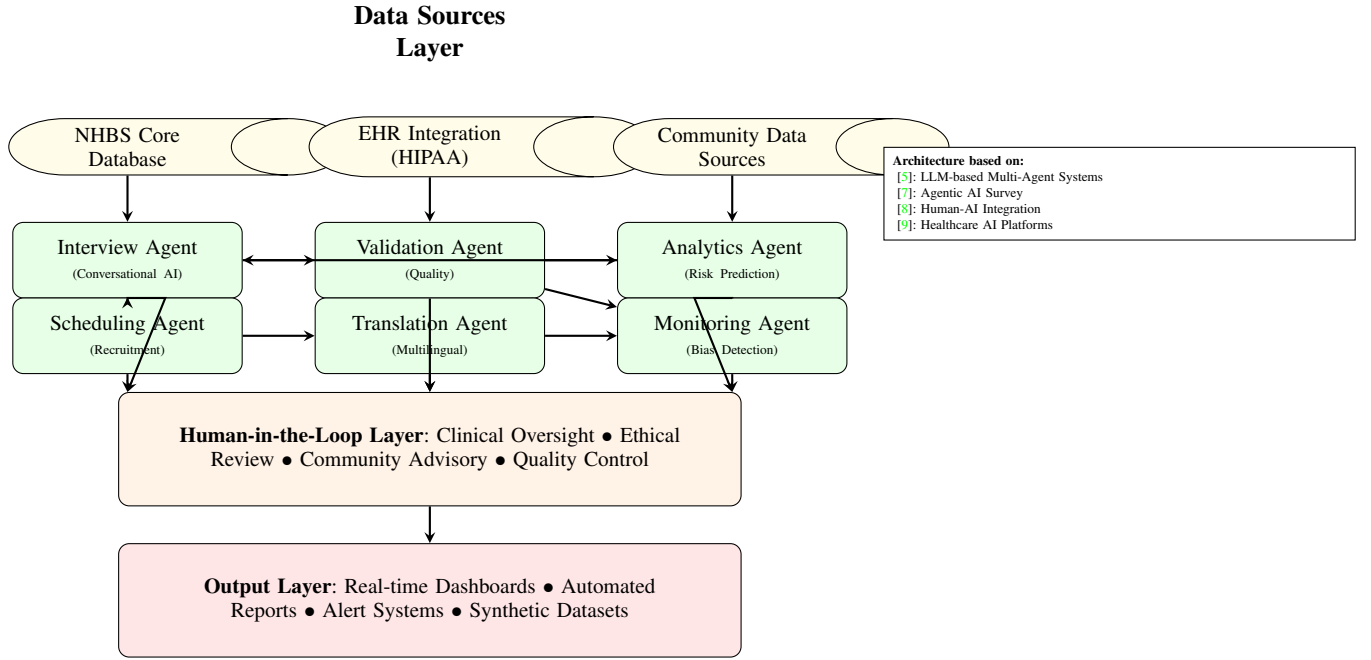 Data Sources
Layer
NHBS Core
Database
EHR Integration
(HIPAA)
Community Data
Sources
Architecture based on:
[5]: LLM-based Multi-Agent Systems
[7]: Agentic AI Survey
[8]: Human-AI Integration
[9]: Healthcare AI Platforms
Interview Agent
(Conversational AI)
Validation Agent
(Quality)
Analytics Agent
(Risk Prediction)
Scheduling Agent
(Recruitment)
Translation Agent
(Multilingual)
Monitoring Agent
(Bias Detection)
Human-in-the-Loop Layer: Clinical Oversight • Ethical
Review • Community Advisory • Quality Control
Output Layer: Real-time Dashboards • Automated
Reports • Alert Systems • Synthetic Datasets